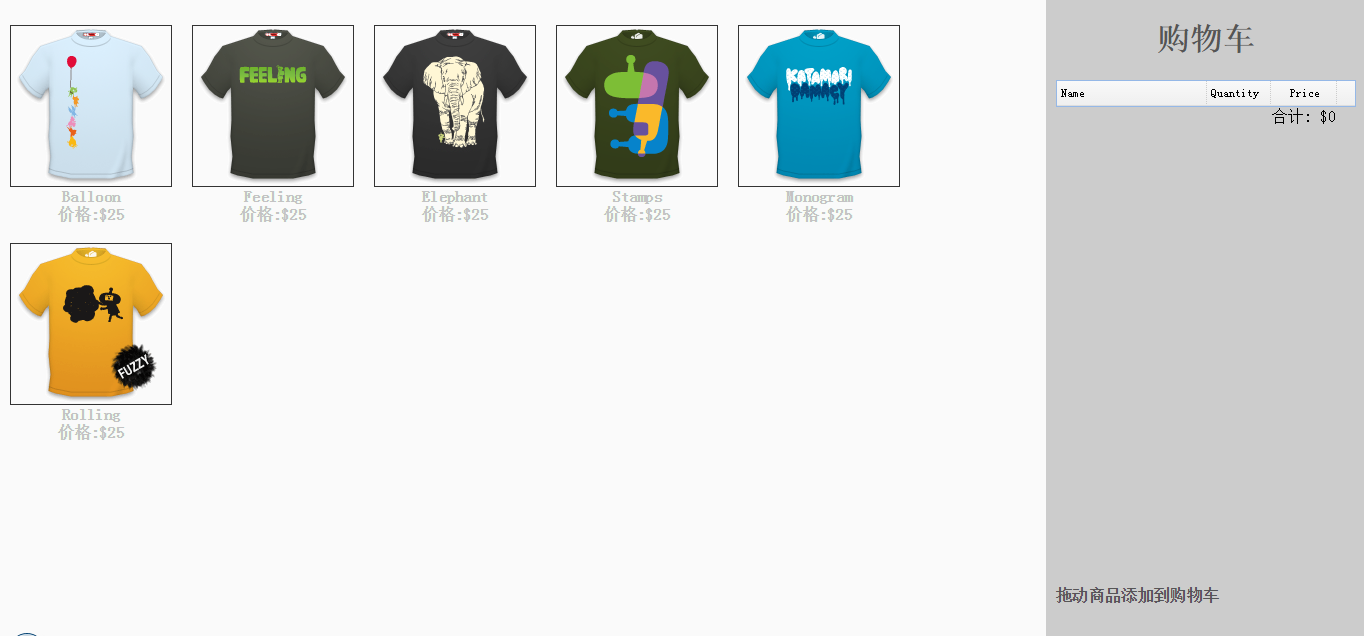 购物车
Name Quantity Price
合计: $0
FEELING
KATAMARI
DAMACY
Balloon
价格:$25
Feeling
价格:$25
Elephant
价格:$25
Stamps
价格:$25
Monogram
价格:$25
FUZZY
Rolling
价格:$25
拖动商品添加到购物车